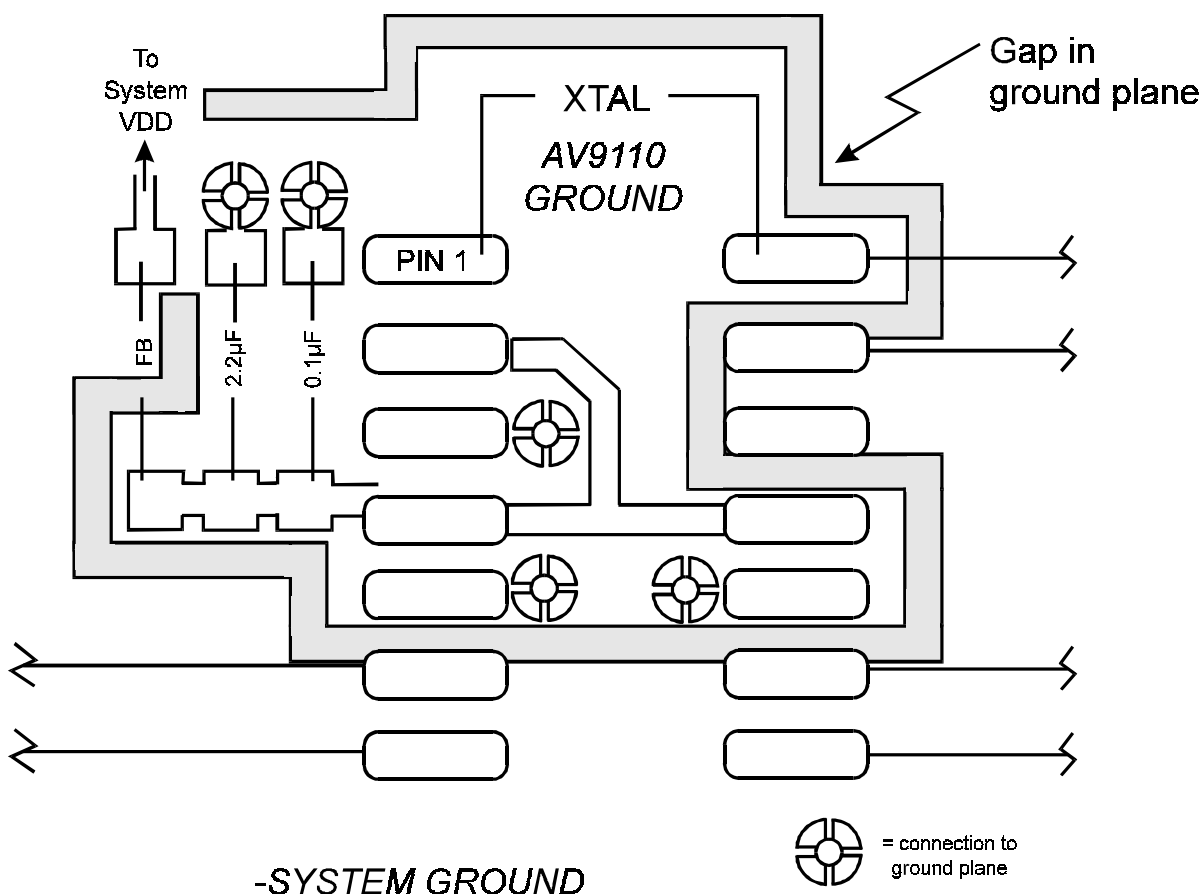 To
System
VDD
XTAL
AV9110
GROUND
Gap in
ground plane
PIN 1
FB
2.2µF
0.1µF
= connection to
ground plane
-SYSTEM GROUND